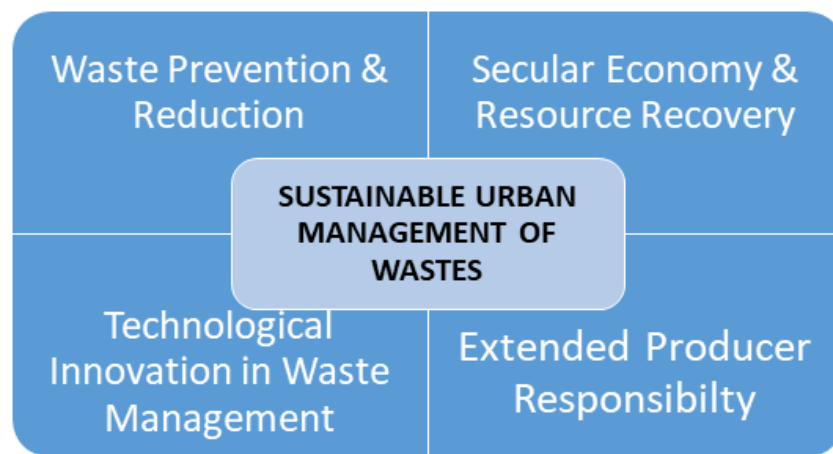 Waste Prevention &
Reduction
Secular Economy &
Resource Recovery
SUSTAINABLE URBAN
MANAGEMENT OF
WASTES
Technological
Innovation in Waste
Management
Extended Producer
Responsibilty